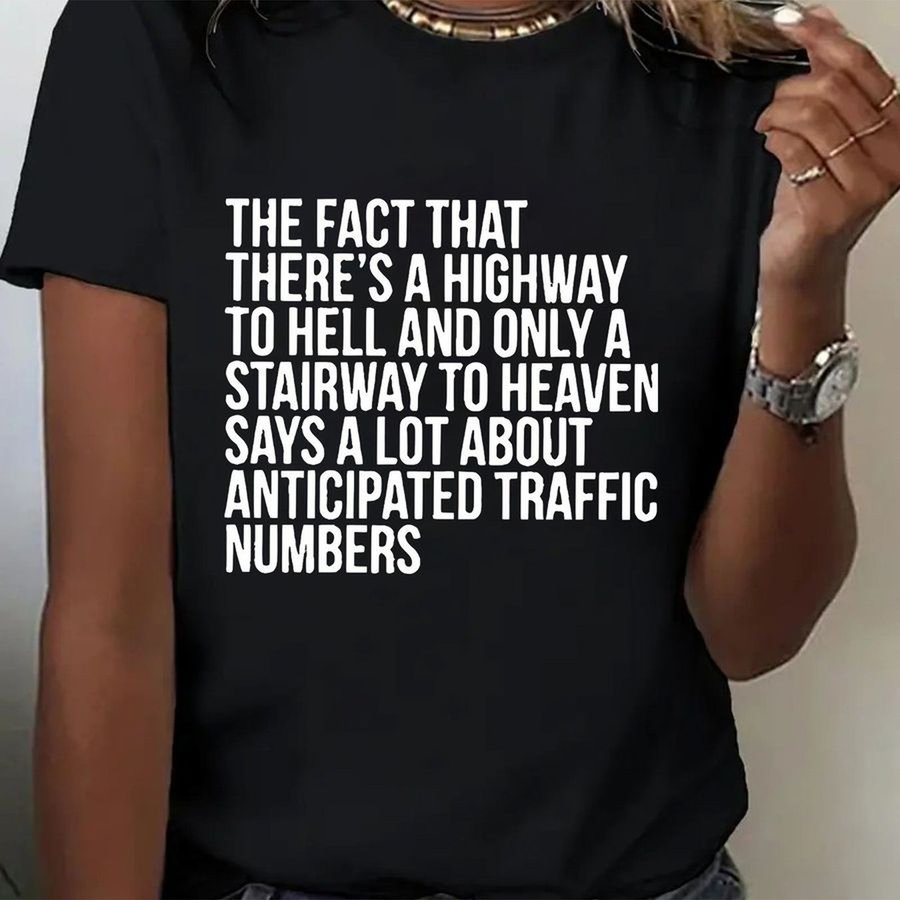 THE FACT THAT
THERE'S A HIGHWAY
TO HELL AND ONLY A
STAIRWAY TO HEAVEN
SAYS A LOT ABOUT
ANTICIPATED TRAFFIC
NUMBERS